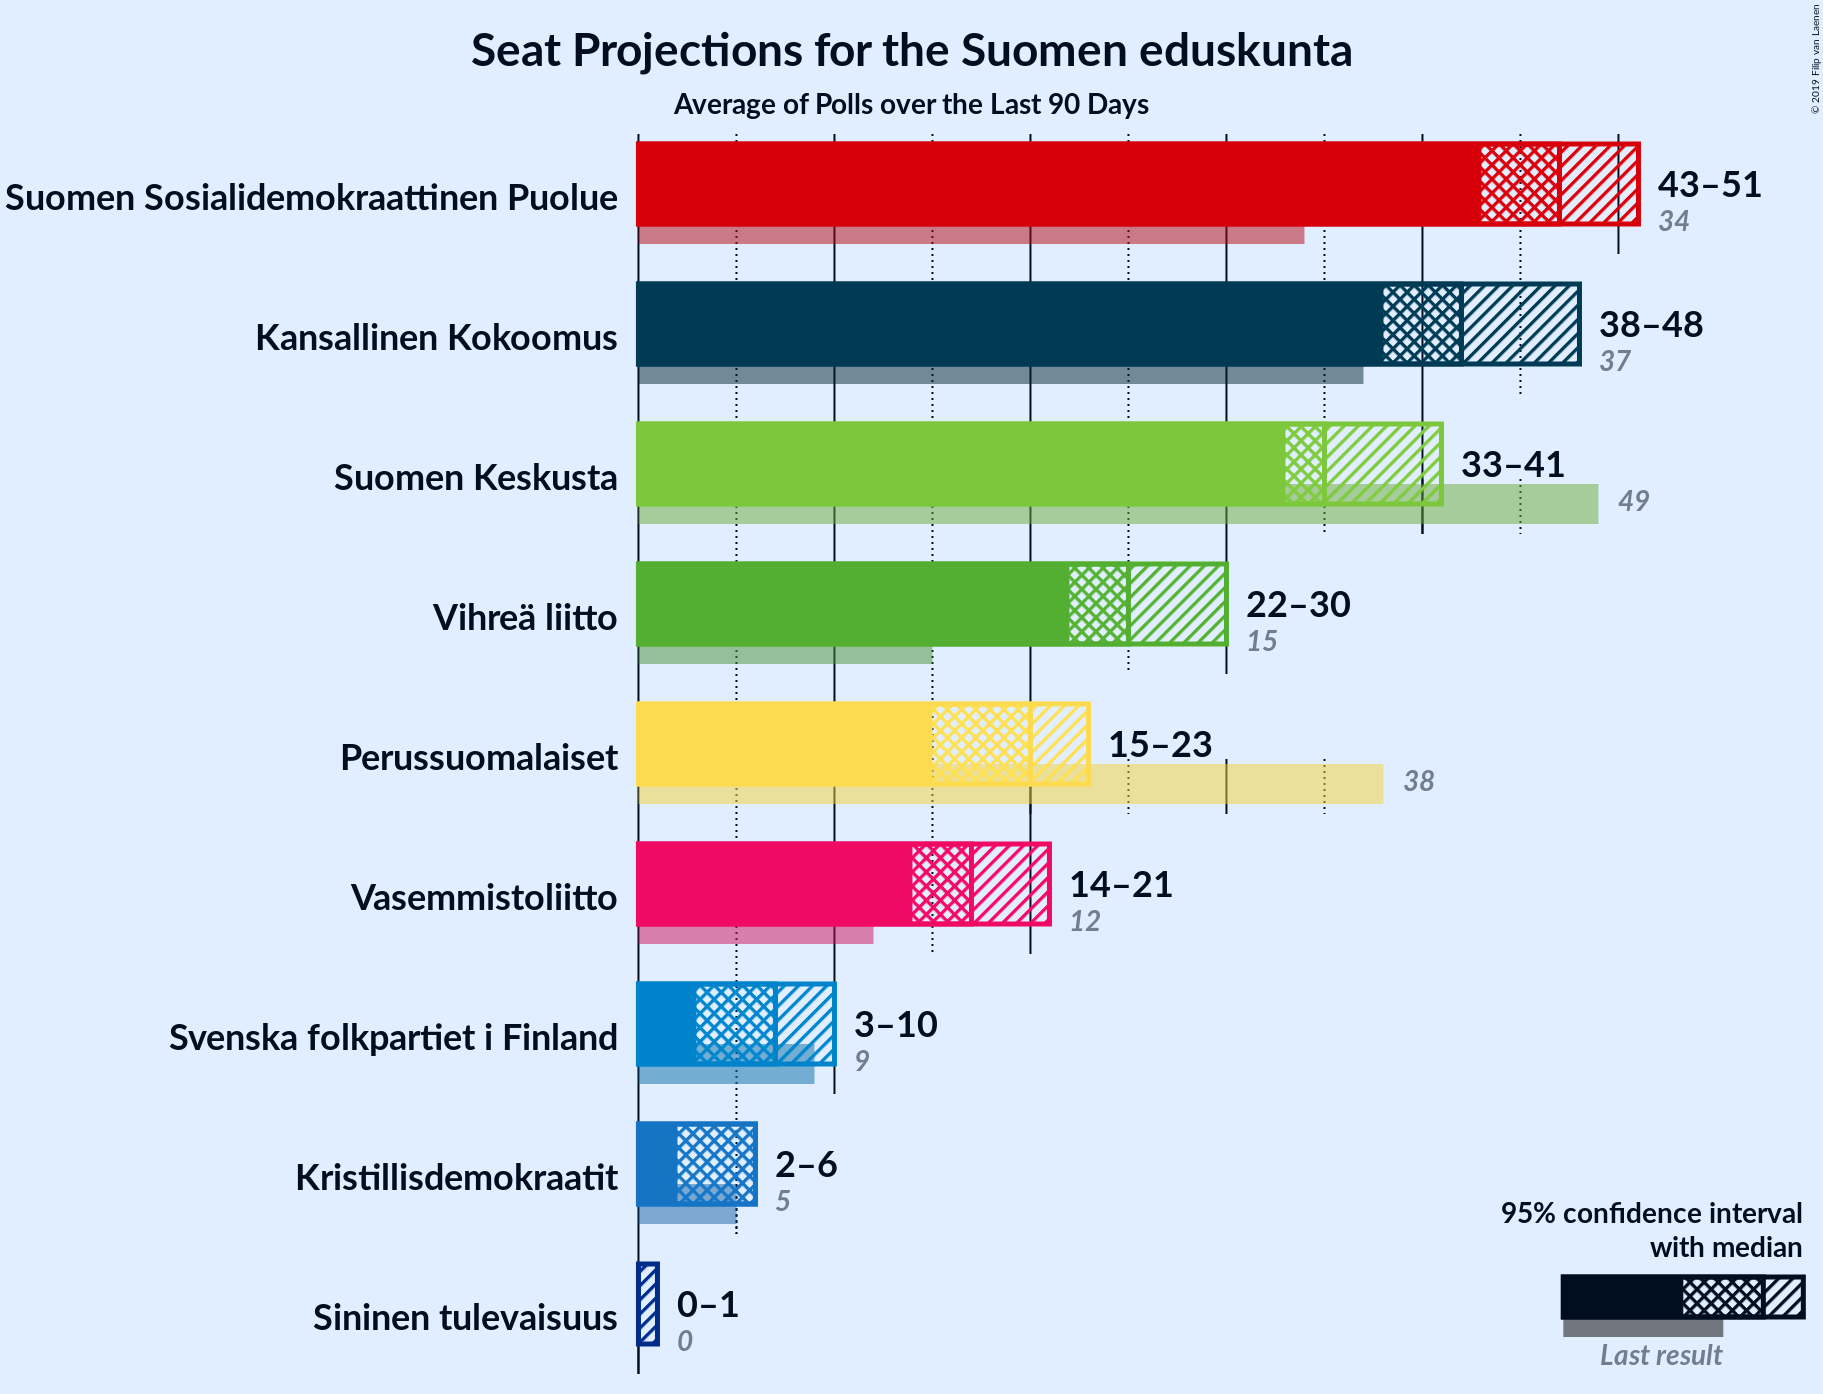 Seat Projections for the Suomen eduskunta
Average of Polls over the Last 90 Days
© 2019 Filip van Laenen
Suomen Sosialidemokraattinen Puolue
43–51
34
Kansallinen Kokoomus
38–48
37
Suomen Keskusta
33–41
49
Vihreä liitto
22–30
15
Perussuomalaiset
15–23
38
Vasemmistoliitto
14–21
12
Svenska folkpartiet i Finland
3–10
9
Kristillisdemokraatit
2–6
5
Sininen tulevaisuus
0–1
0
95% confidence interval
with median
Last result